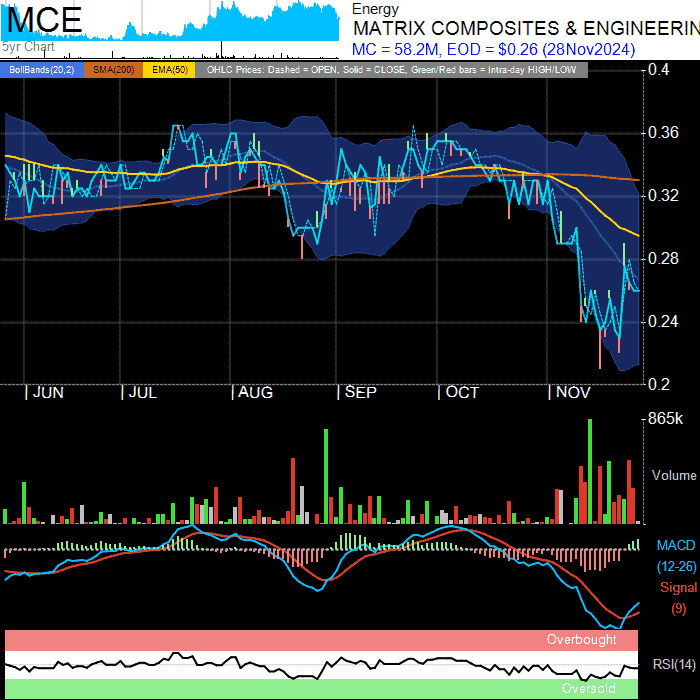 MCE
5yr Chart
Energy
MATRIX COMPOSITES & ENGINEERIN
MC = 58.2M, EOD = $0.26 (28Nov2024)
BollBands(20,2) SMA(200) EMA(50) OHLC Prices: Dashed = OPEN, Solid = CLOSE, Green/Red bars = Intra-day HIGH/LOW
0.4
0.36
0.32
0.28
0.24
0.2
JUN JUL AUG SEP OCT NOV
865k
Volume
MACD
(12-26)
Signal
(9)
Overbought
RSI(14)
Oversold